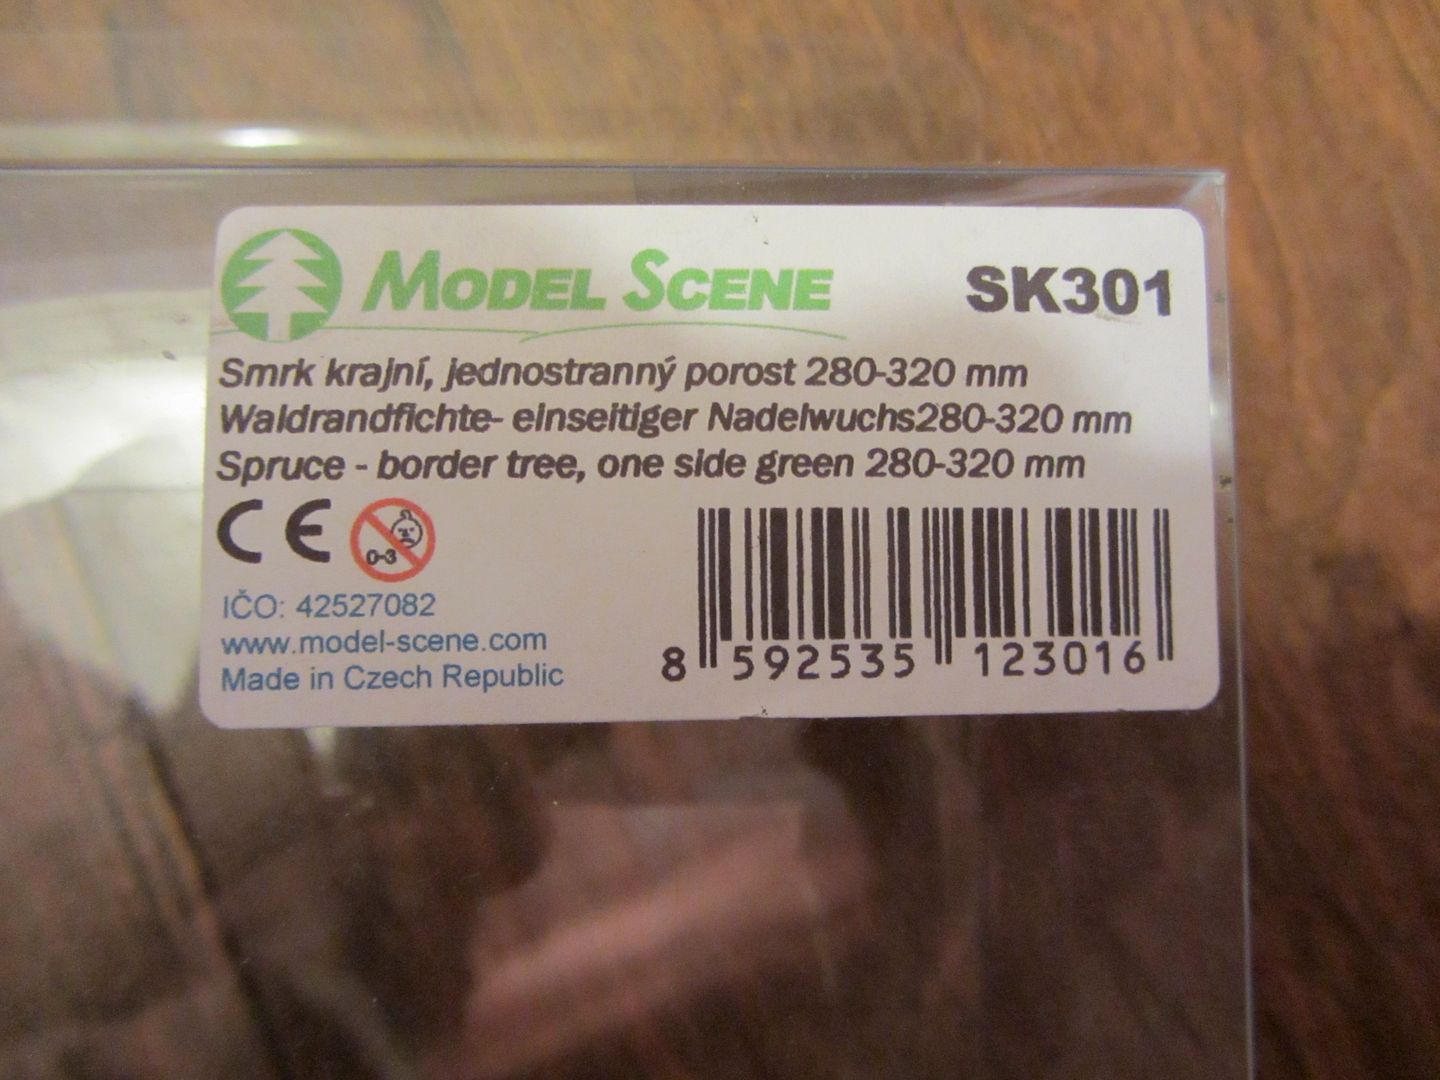 MODEL SCENE SK301
Smrk krajní, jednostranný porost 280-320 mm
Waldrandfichte- einseitiger Nadelwuchs280-320 mm
Spruce - border tree, one side green 280-320 mm
CE 0-3
IČO: 42527082
www.model-scene.com
Made in Czech Republic
8 592535 123016